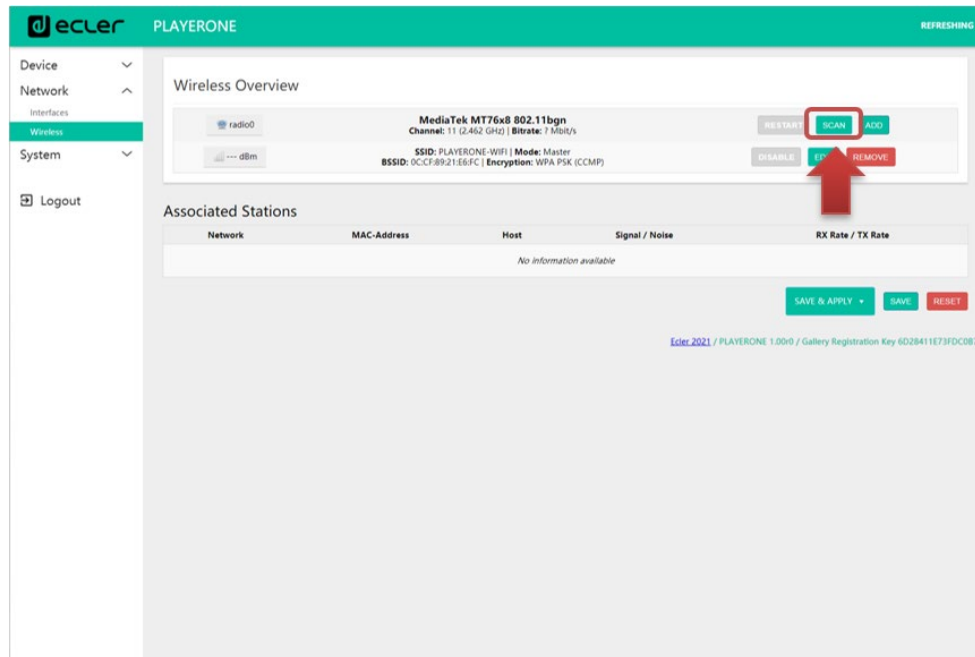 ecler PLAYERONE REFRESHING
Device
Network
Interfaces
Wireless
System
Logout
Wireless Overview
radio0
MediaTek MT76x8 802.11bgn
Channel: 11 (2.462 GHz) | Bitrate: ? Mbit/s
RESTART SCAN ADD
--- dBm
SSID: PLAYERONE-WIFI | Mode: Master
BSSID: 0C:CF:89:21:E6:FC | Encryption: WPA PSK (CCMP)
DISABLE REMOVE
Associated Stations
Network MAC-Address Host Signal / Noise RX Rate / TX Rate
No information available
SAVE & APPLY SAVE RESET
Ecler 2021 / PLAYERONE 1.00r0 / Gallery Registration Key